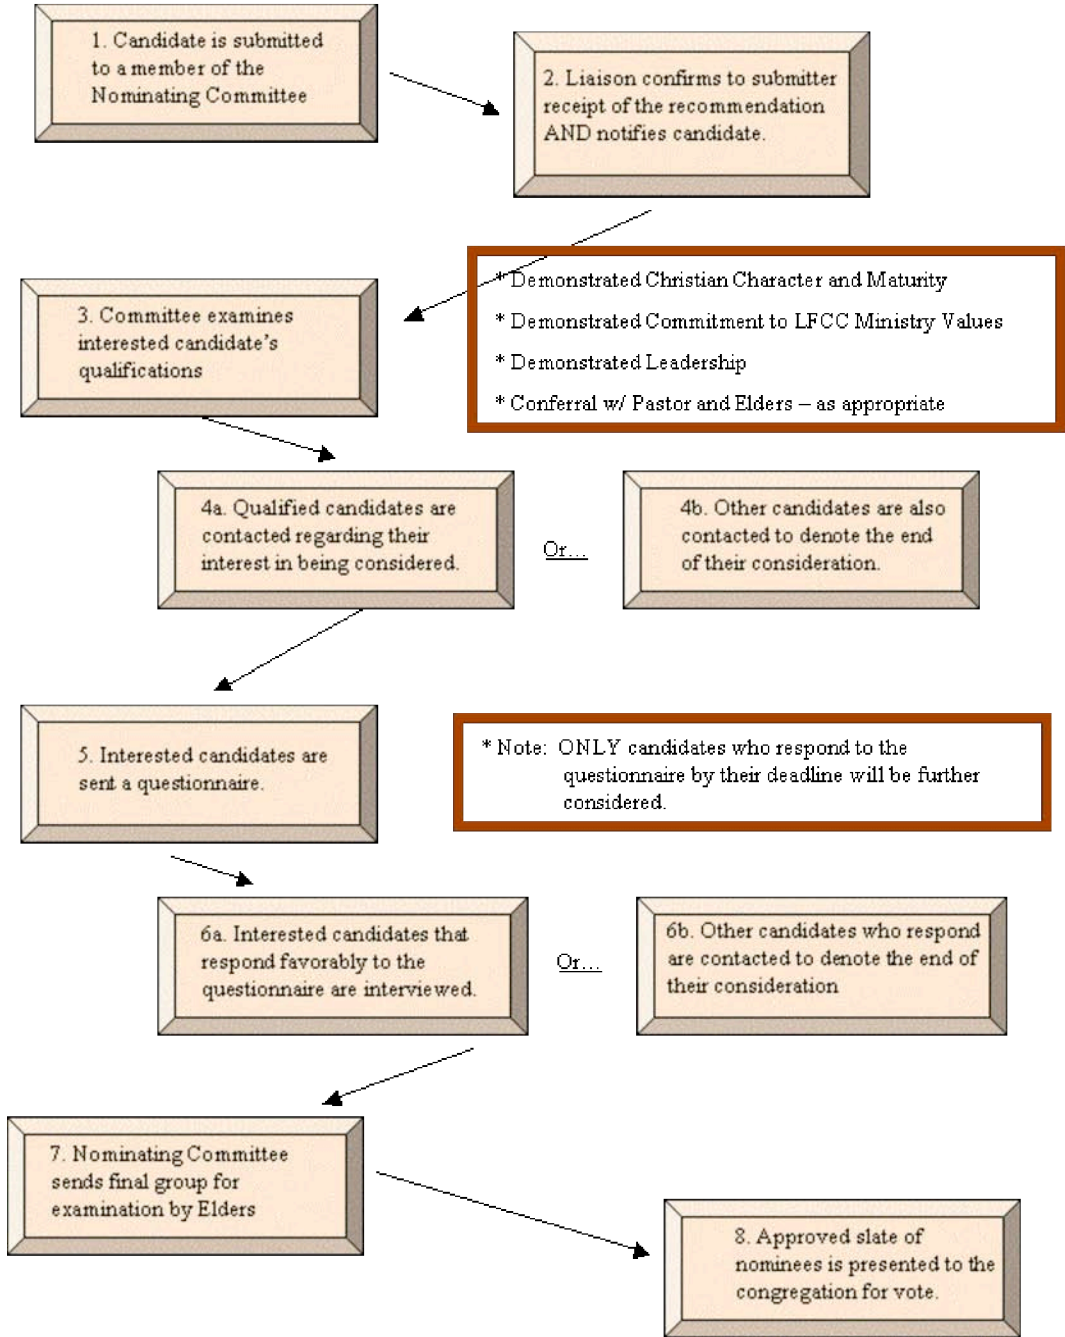 1. Candidate is submitted
to a member of the
Nominating Committee
2. Liaison confirms to submitter
receipt of the recommendation
AND notifies candidate.
* Demonstrated Christian Character and Maturity
* Demonstrated Commitment to LFCC Ministry Values
* Demonstrated Leadership
* Conferral w/ Pastor and Elders – as appropriate
3. Committee examines
interested candidate's
qualifications
4a. Qualified candidates are
contacted regarding their
interest in being considered.
Or...
4b. Other candidates are also
contacted to denote the end
of their consideration.
5. Interested candidates are
sent a questionnaire.
* Note: ONLY candidates who respond to the
questionnaire by their deadline will be further
considered.
6a. Interested candidates that
respond favorably to the
questionnaire are interviewed.
Or...
6b. Other candidates who respond
are contacted to denote the end of
their consideration
7. Nominating Committee
sends final group for
examination by Elders
8. Approved slate of
nominees is presented to the
congregation for vote.